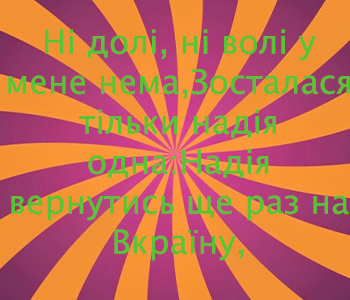 Ні долі, ні волі у
мене нема,Зосталася
тільки надія
одна:Надія
вернутись ще раз на
Вкраїну,